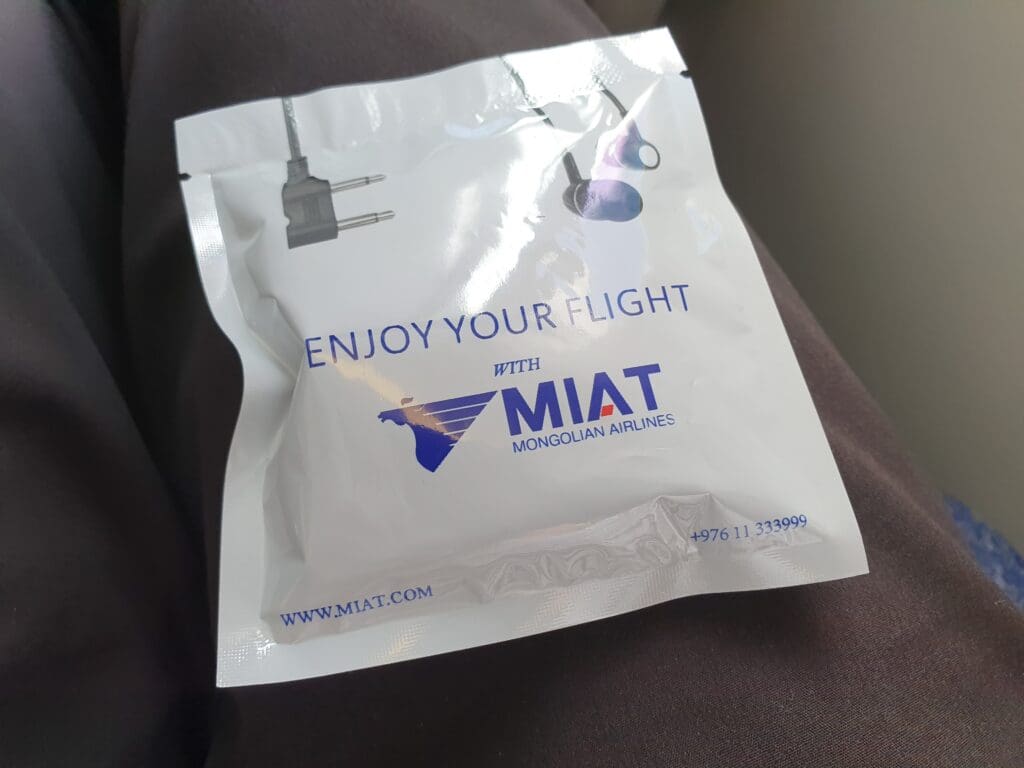 ENJOY YOUR FLIGHT
WITH
MIAT
MONGOLIAN AIRLINES
+976 11 333999
WWW.MIAT.COM